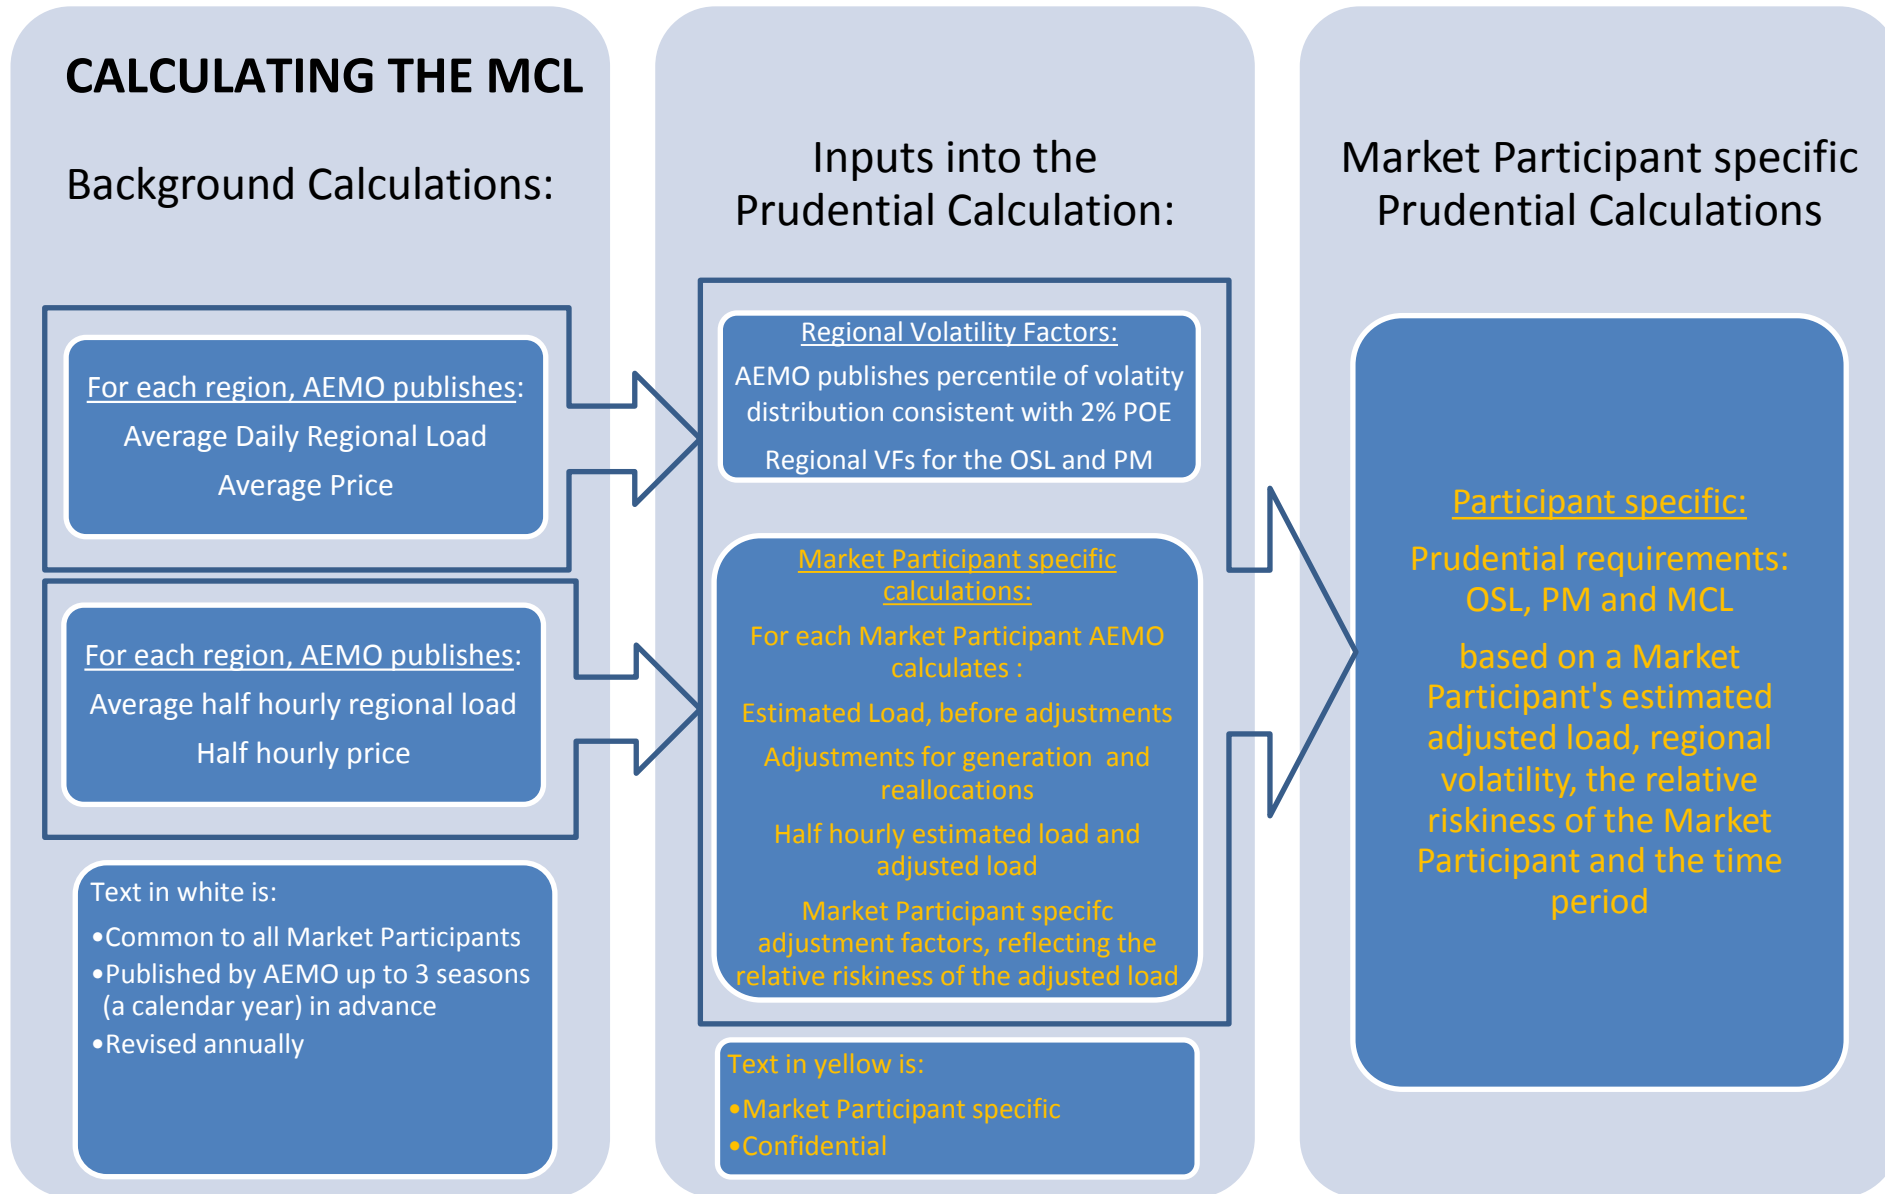 CALCULATING THE MCL
Background Calculations:
For each region, AEMO publishes:
Average Daily Regional Load
Average Price
For each region, AEMO publishes:
Average half hourly regional load
Half hourly price
Text in white is:
•Common to all Market Participants
•Published by AEMO up to 3 seasons
(a calendar year) in advance
•Revised annually
Inputs into the
Prudential Calculation:
Regional Volatility Factors:
AEMO publishes percentile of volatity
distribution consistent with 2% POE
Regional VFs for the OSL and PM
Market Participant specific
calculations:
For each Market Participant AEMO
calculates :
Estimated Load, before adjustments
Adjustments for generation  and
reallocations
Half hourly estimated load and
adjusted load
Market Participant specifc
adjustment factors, reflecting the
relative riskiness of the adjusted load
Text in yellow is:
•Market Participant specific
•Confidential
Market Participant specific
Prudential Calculations
Participant specific:
Prudential requirements:
OSL, PM and MCL
based on a Market
Participant's estimated
adjusted load, regional
volatility, the relative
riskiness of the Market
Participant and the time
period